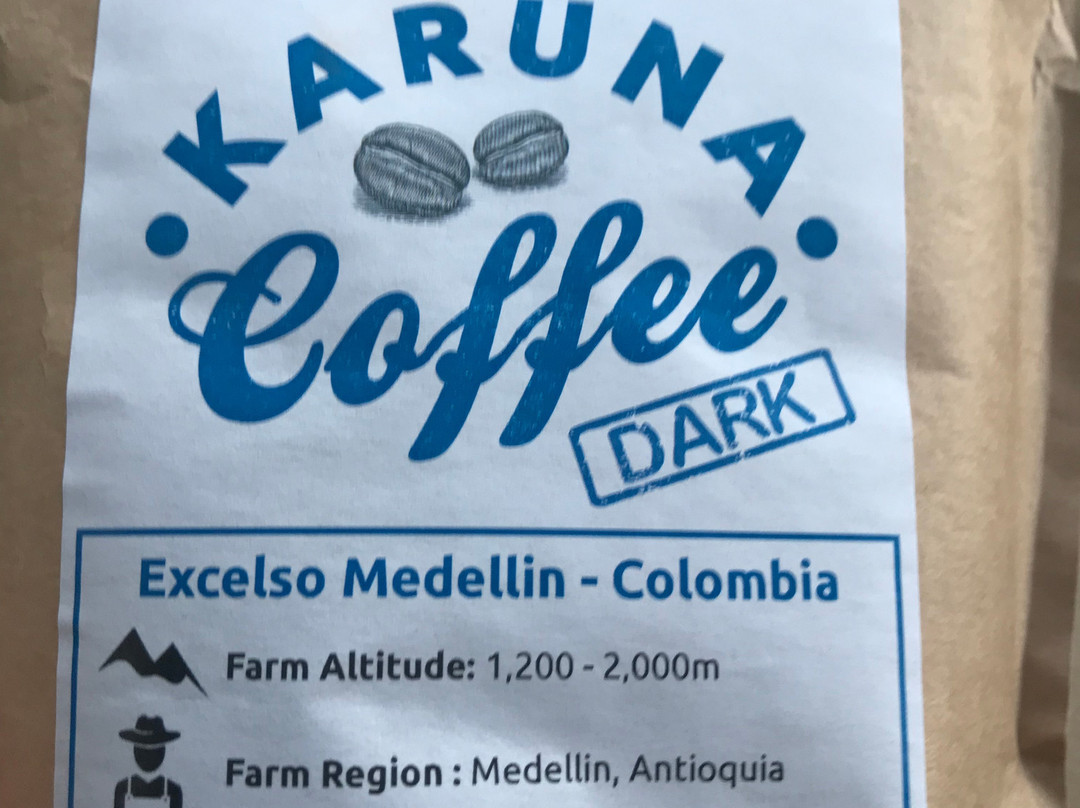 KARUNA
Coffee
DARK
Excelso Medellin - Colombia
Farm Altitude: 1,200 - 2,000m
Farm Region : Medellin, Antioquia